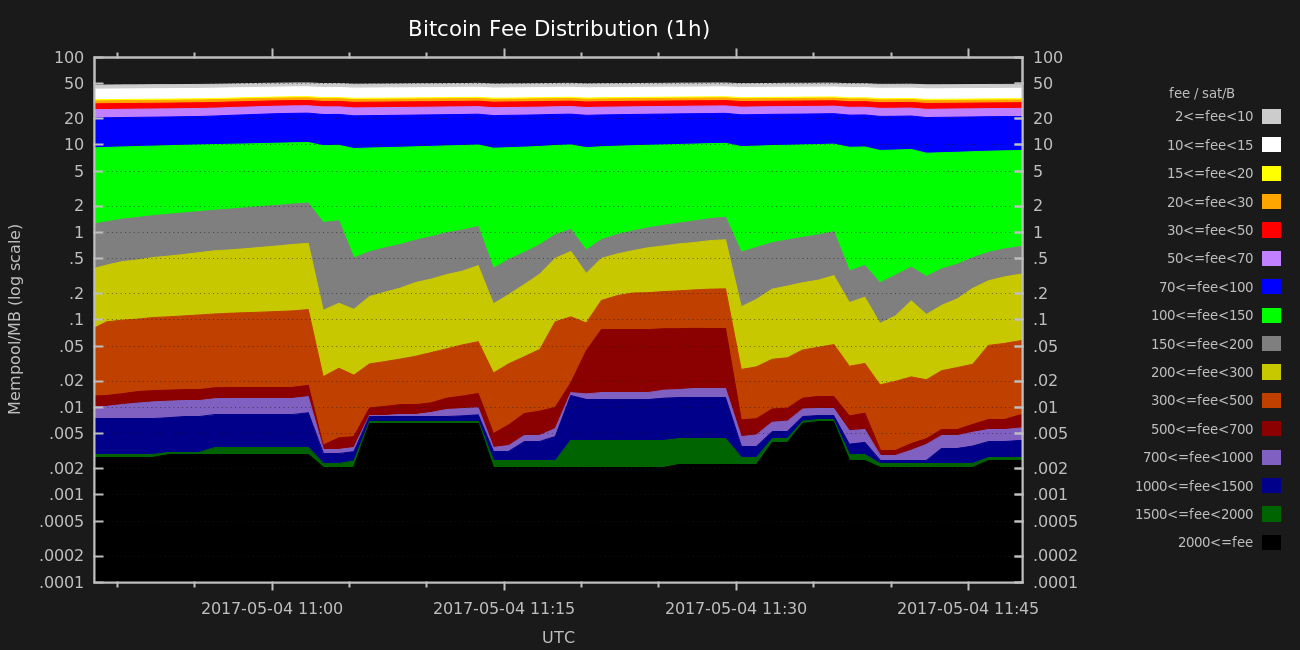 Bitcoin Fee Distribution (1h)
Mempool/MB (log scale)
100
50
20
10
5
2
1
.5
.2
.1
.05
.02
.01
.005
.002
.001
.0005
.0002
.0001
100
50
20
10
5
2
1
.5
.2
.1
.05
.02
.01
.005
.002
.001
.0005
.0002
.0001
2017-05-04 11:00 2017-05-04 11:15 2017-05-04 11:30 2017-05-04 11:45
UTC
fee / sat/B
2<=fee<10
10<=fee<15
15<=fee<20
20<=fee<30
30<=fee<50
50<=fee<70
70<=fee<100
100<=fee<150
150<=fee<200
200<=fee<300
300<=fee<500
500<=fee<700
700<=fee<1000
1000<=fee<1500
1500<=fee<2000
2000<=fee